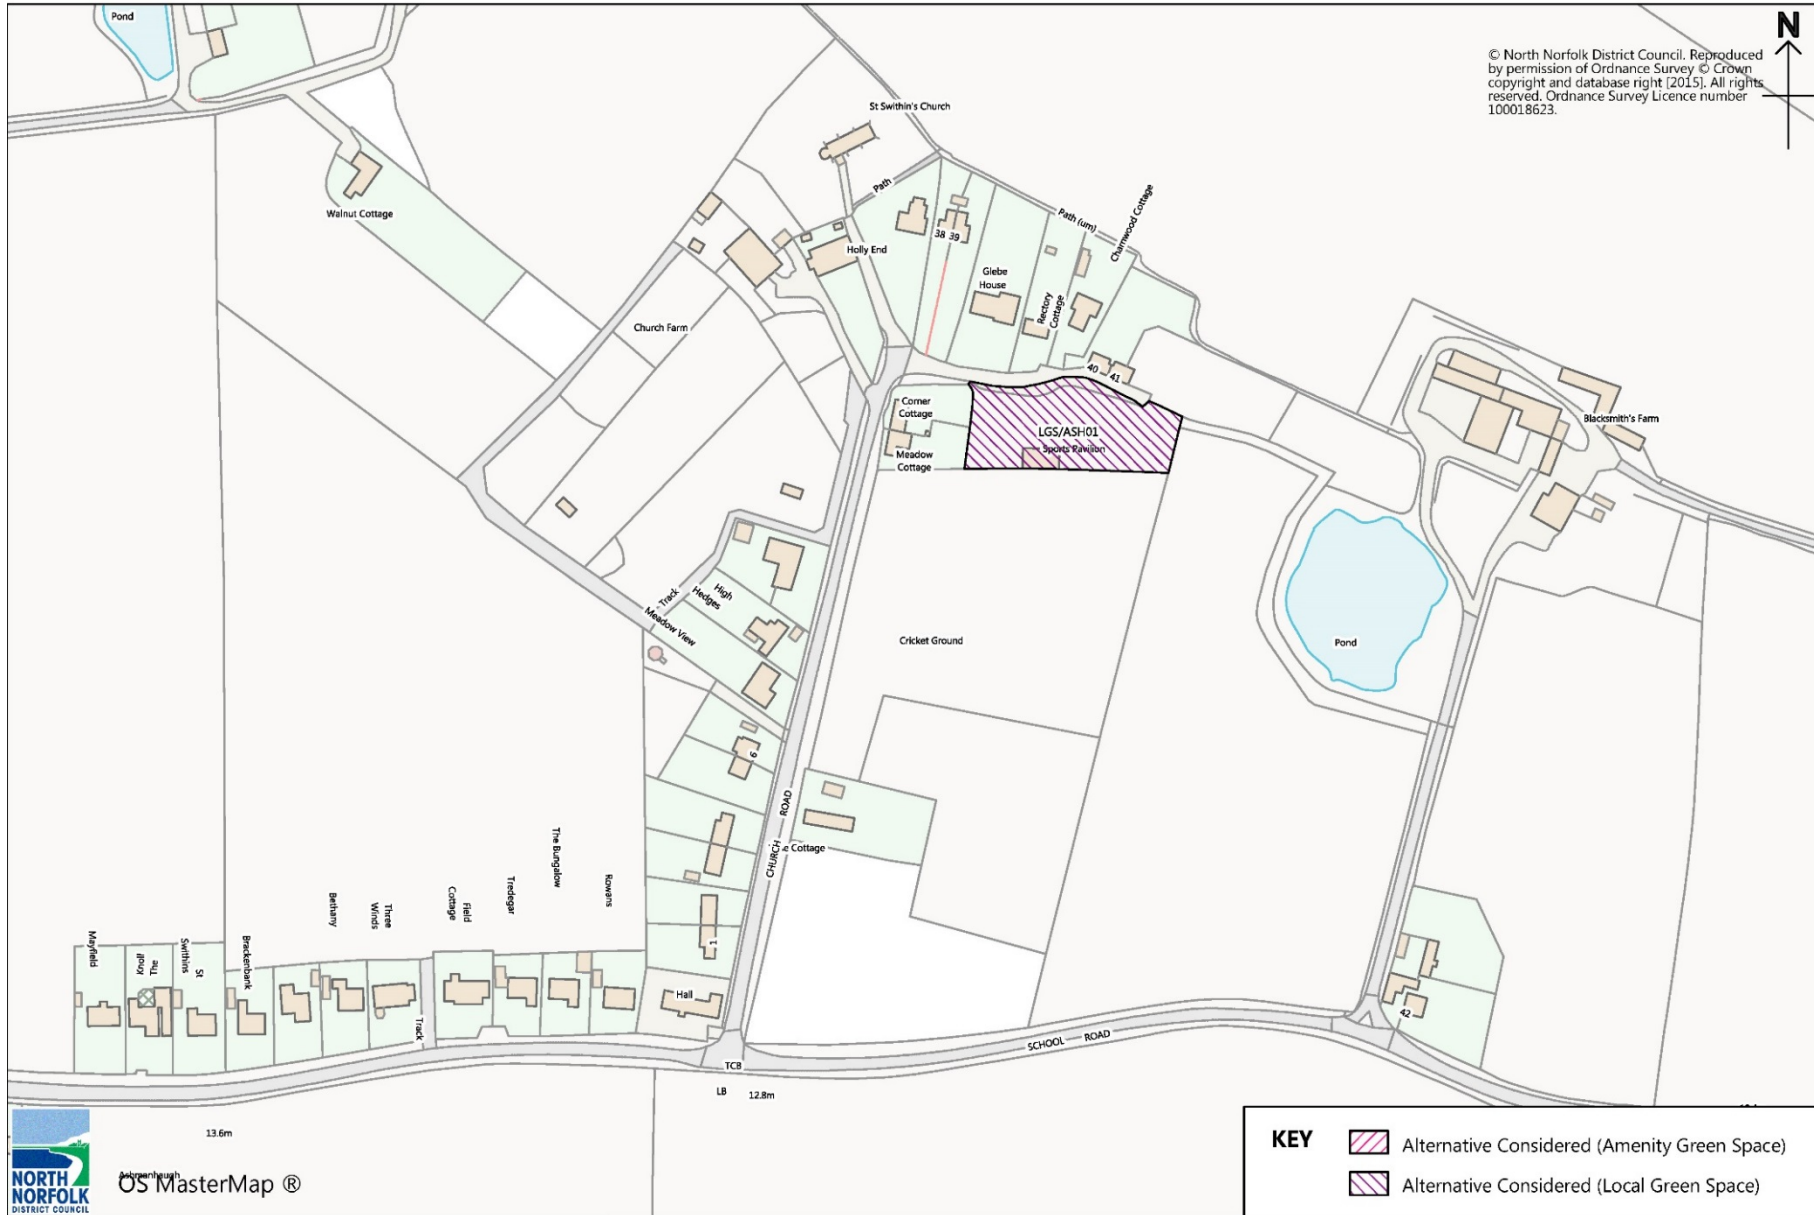 Pond
N
© North Norfolk District Council. Reproduced
by permission of Ordnance Survey © Crown
copyright and database right [2015]. All rights
reserved. Ordnance Survey Licence number
100018623.
St Swithin's Church
Path
Walnut Cottage
Path (um)
Charnwood Cottage
38 39
Holly End
Glebe
House
Rectory
Cottage
Church Farm
40 41
Corner
Cottage
Blacksmith's Farm
LGS/ASH01
Sports Pavilion
Meadow
Cottage
High
Hedges
Track
Meadow View
Cricket Ground
Pond
6
CHURCH ROAD
Cottage
The Bungalow
Rowans
Tredegar
Field
Cottage
Three
Winds
Bethany
Brackenbank
St
Swithins
The
Knoll
Mayfield
1
Hall
42
Track
SCHOOL ROAD
TCB
LB
12.8m
13.6m
KEY
Alternative Considered (Amenity Green Space)
Alternative Considered (Local Green Space)
NORTH
NORFOLK
DISTRICT COUNCIL
Ashmanhaugh
OS MasterMap ®